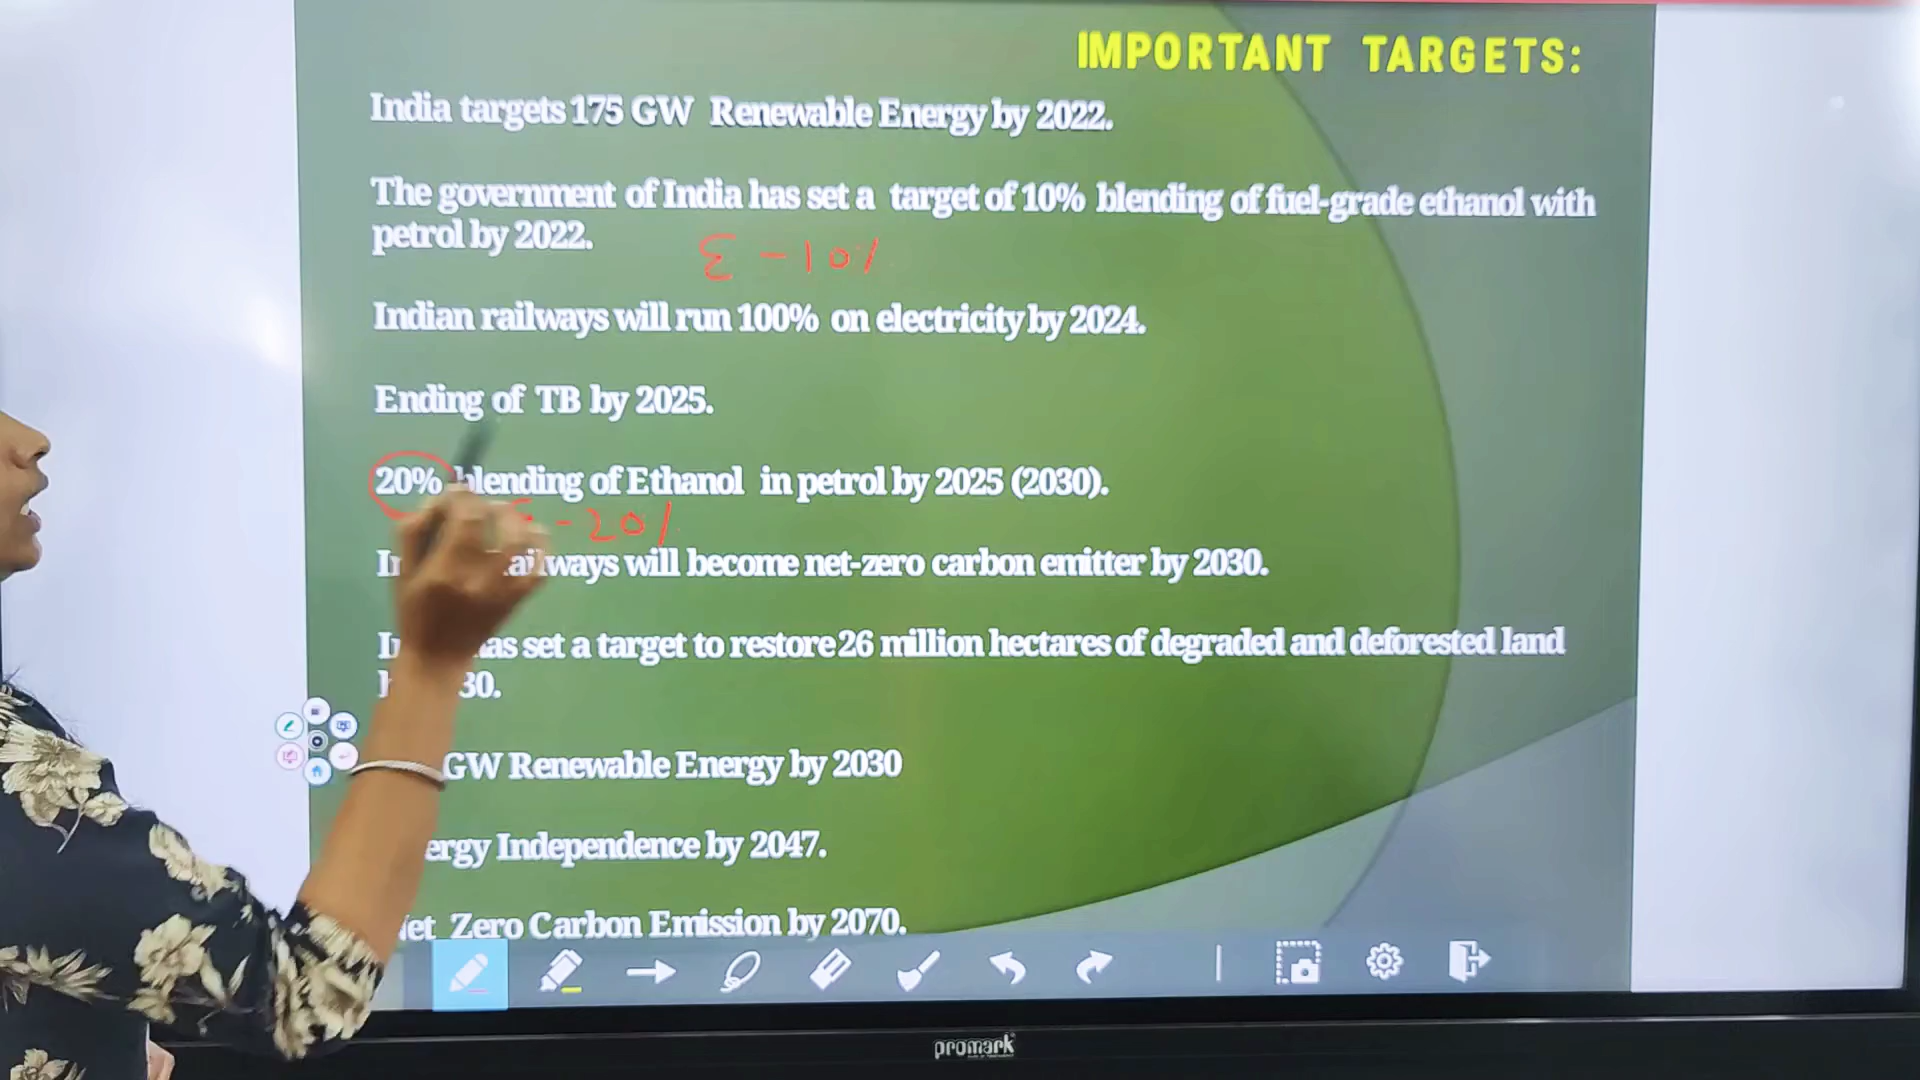 IMPORTANT TARGETS:
India targets 175 GW Renewable Energy by 2022.
The government of India has set a target of 10% blending of fuel-grade ethanol with
petrol by 2022.
E - 10%
Indian railways will run 100% on electricity by 2024.
Ending of TB by 2025.
20% blending of Ethanol in petrol by 2025 (2030).
- 20%
will become net-zero carbon emitter by 2030.
set a target to restore 26 million hectares of degraded and deforested land
GW Renewable Energy by 2030
Independence by 2047.
Net Zero Carbon Emission by 2070.
promark